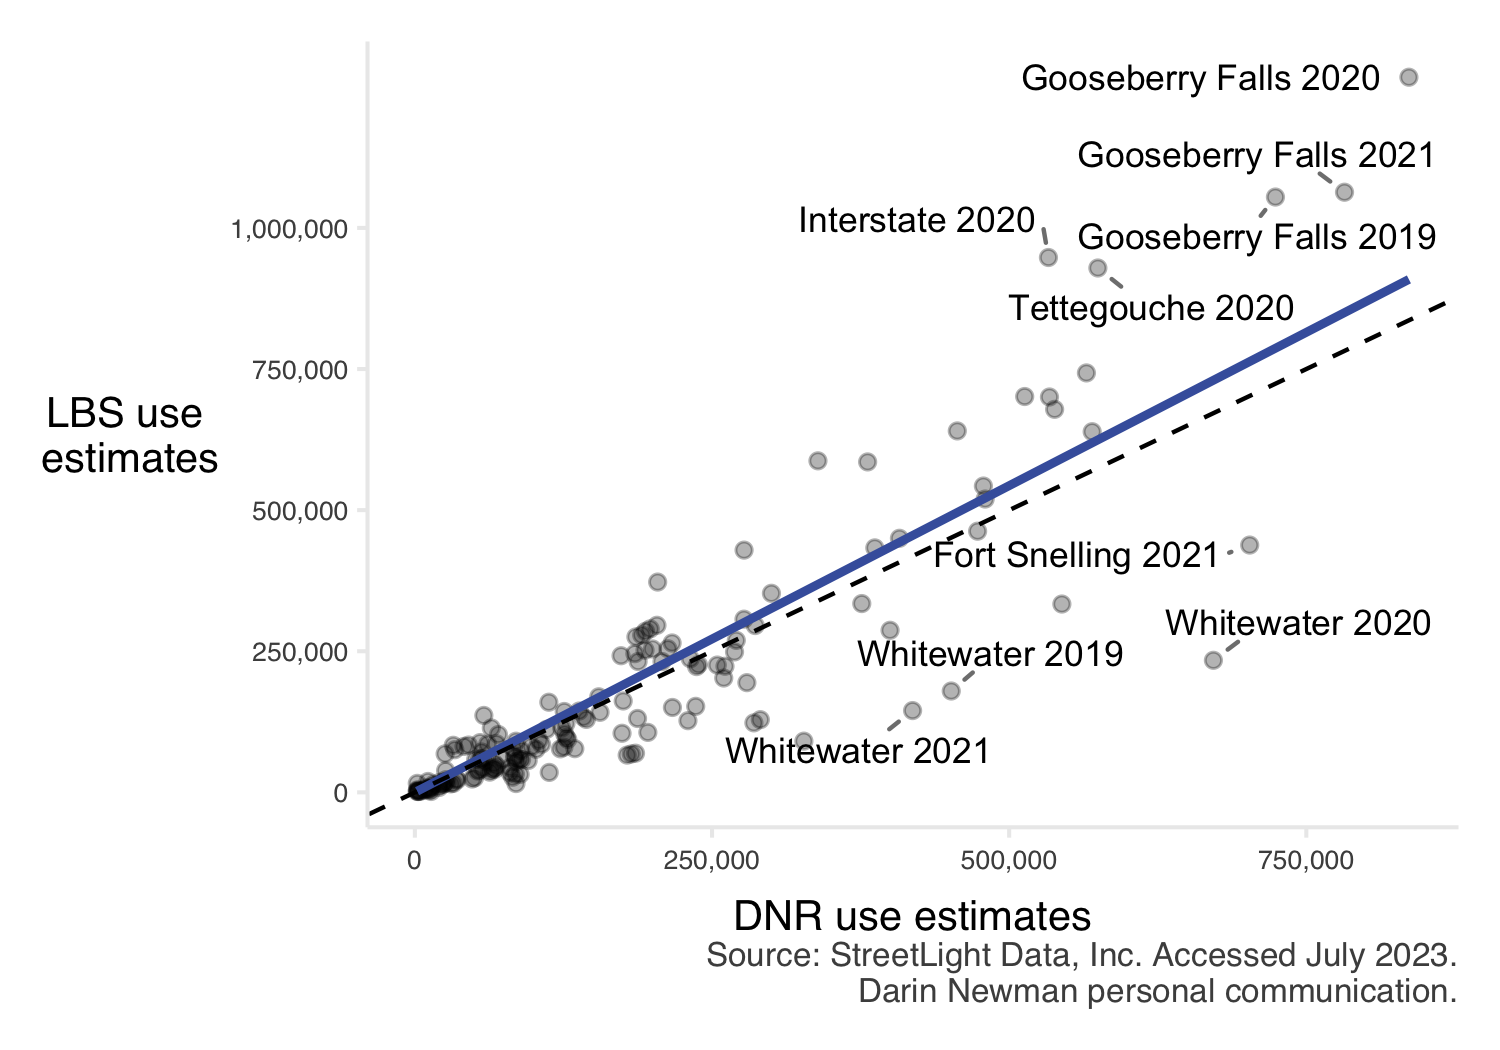 Gooseberry Falls 2020
Gooseberry Falls 2021
Interstate 2020
1,000,000
Gooseberry Falls 2019
Tettegouche 2020
750,000
LBS use
estimates
500,000
Fort Snelling 2021
Whitewater 2020
250,000
Whitewater 2019
Whitewater 2021
0
0
250,000
500,000
750,000
DNR use estimates
Source: StreetLight Data, Inc. Accessed July 2023.
Darin Newman personal communication.